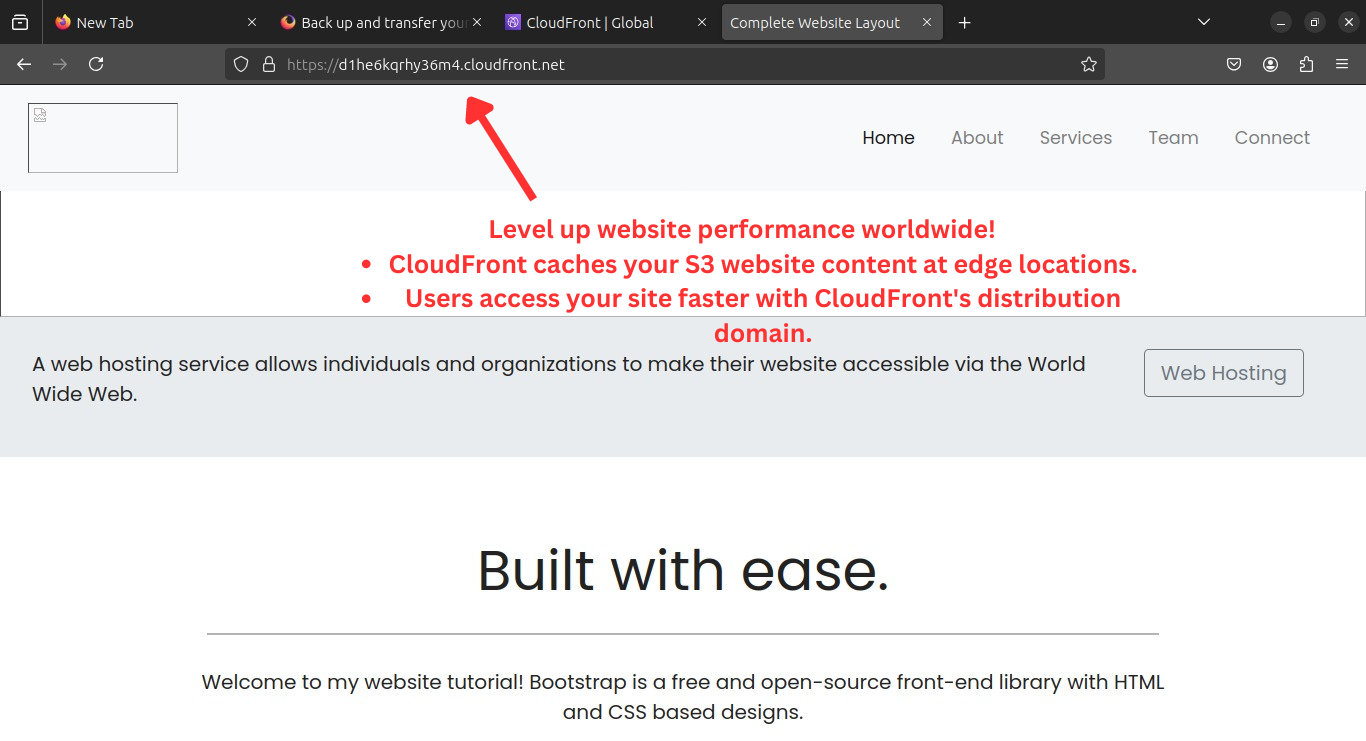 New Tab
Back up and transfer your
CloudFront | Global
Complete Website Layout
https://d1he6kqrhy36m4.cloudfront.net
Home About Services Team Connect
Level up website performance worldwide!
• CloudFront caches your S3 website content at edge locations.
• Users access your site faster with CloudFront's distribution
domain.
A web hosting service allows individuals and organizations to make their website accessible via the World
Wide Web.
Web Hosting
Built with ease.
Welcome to my website tutorial! Bootstrap is a free and open-source front-end library with HTML
and CSS based designs.